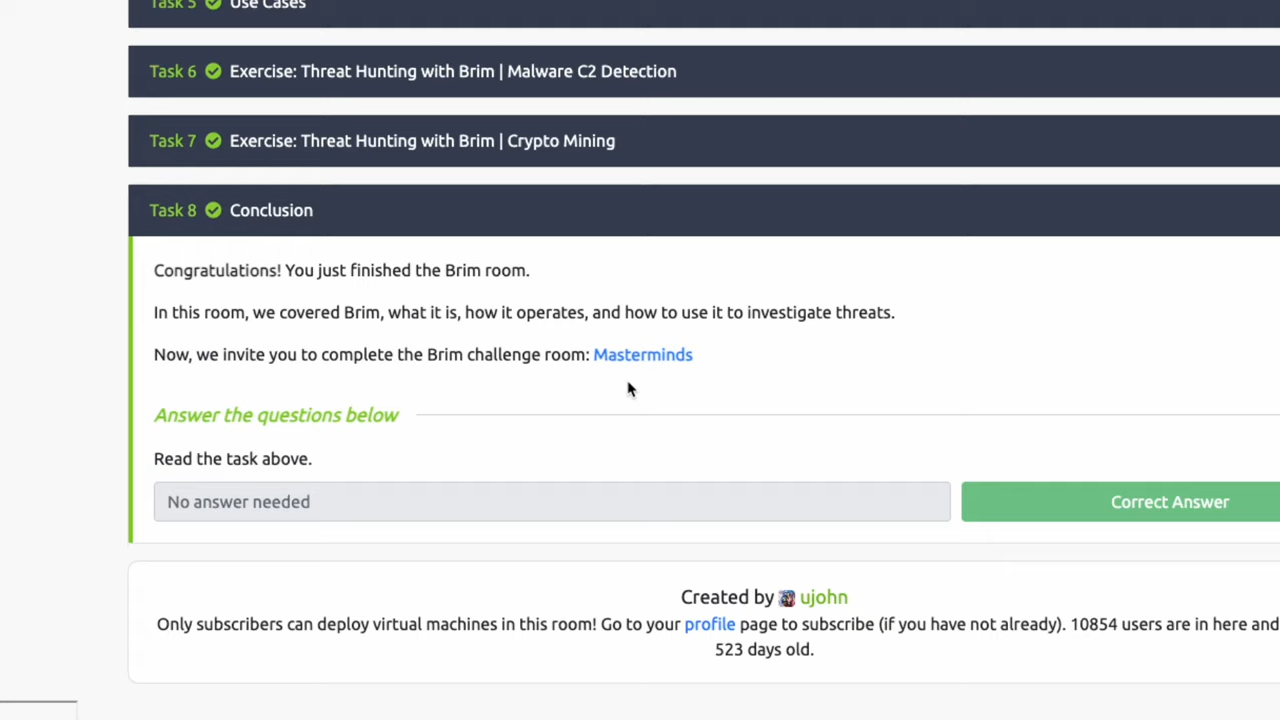 Task 5 Use Cases
Task 6 Exercise: Threat Hunting with Brim | Malware C2 Detection
Task 7 Exercise: Threat Hunting with Brim | Crypto Mining
Task 8 Conclusion
Congratulations! You just finished the Brim room.
In this room, we covered Brim, what it is, how it operates, and how to use it to investigate threats.
Now, we invite you to complete the Brim challenge room: Masterminds
Answer the questions below
Read the task above.
No answer needed
Correct Answer
Created by ujohn
Only subscribers can deploy virtual machines in this room! Go to your profile page to subscribe (if you have not already). 10854 users are in here and
523 days old.